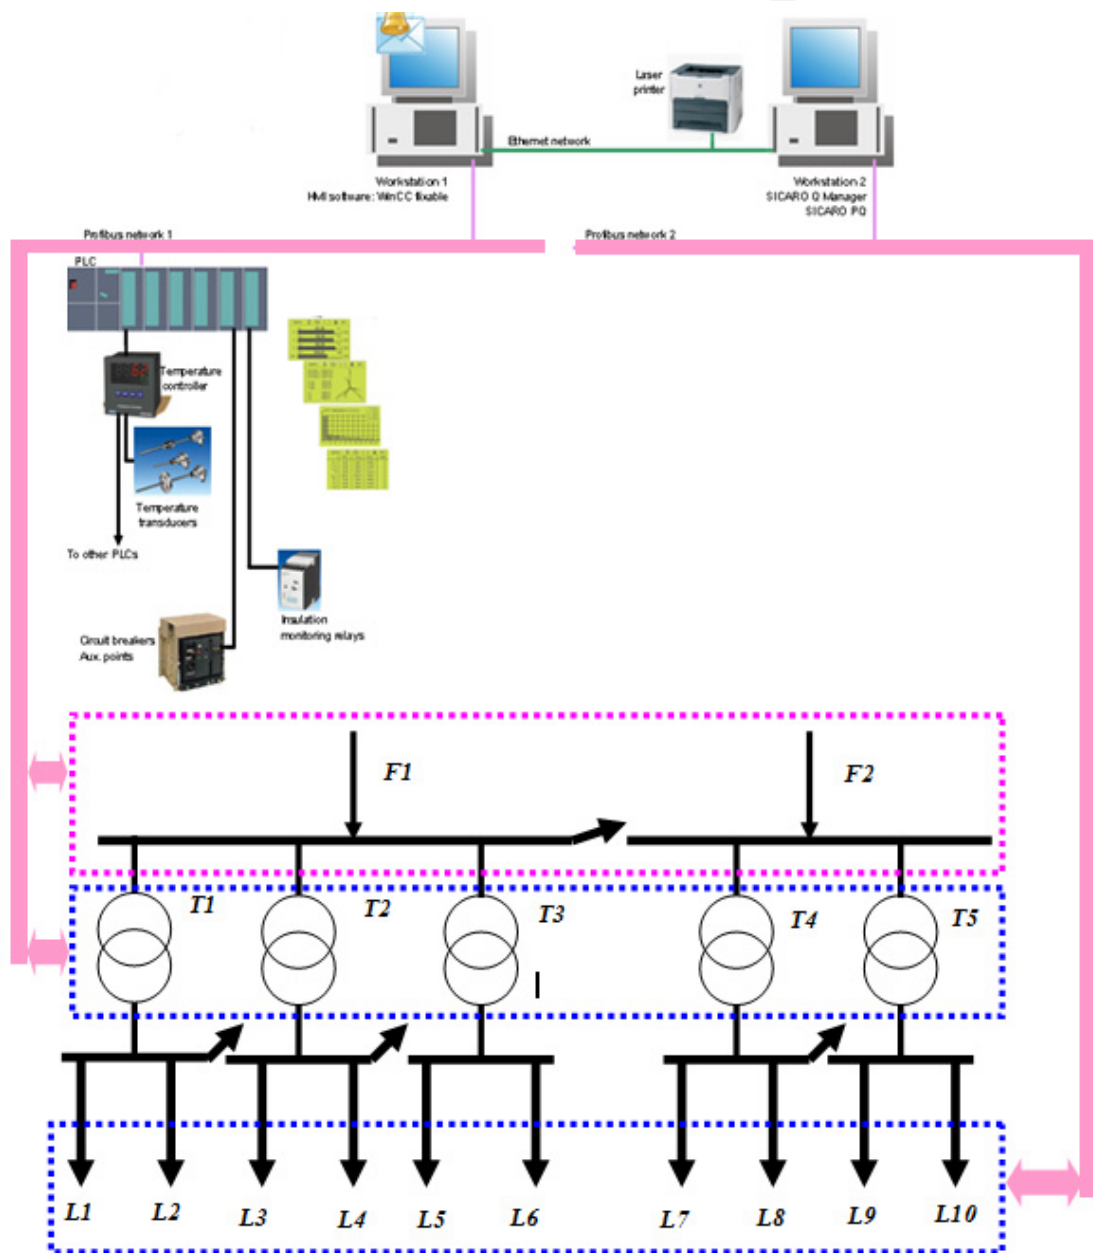 Laser
printer
Ethernet network
Workstation 1
HMI software: WinCC flxable
Workstation 2
SICARO Q Manager
SICARO PQ
Profibus network 1
Profibus network 2
PLC
Temperature
controller
Temperature
transducers
To other PLCs
Insulation
monitoring relays
Circuit breakers
Aux. points
F1
F2
T1
T2
T3
T4
T5
L1
L2
L3
L4
L5
L6
L7
L8
L9
L10